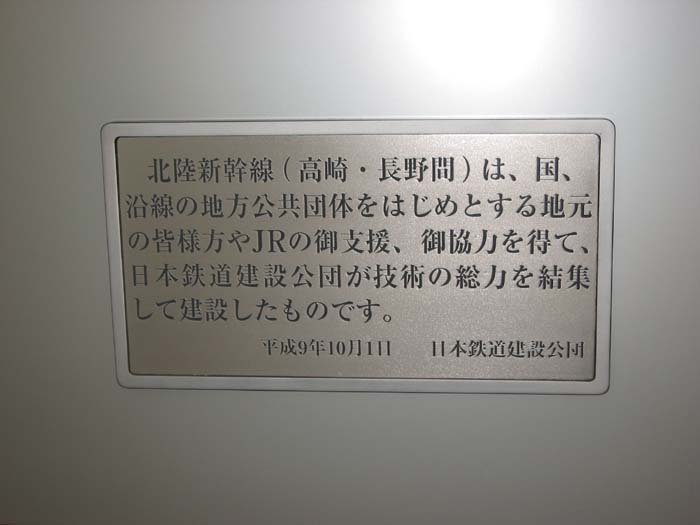 北陸新幹線(高崎・長野間)は、国、
沿線の地方公共団体をはじめとする地元
の皆様方やJRの御支援、御協力を得て、
日本鉄道建設公団が技術の総力を結集
して建設したものです。
平成9年10月1日　日本鉄道建設公団